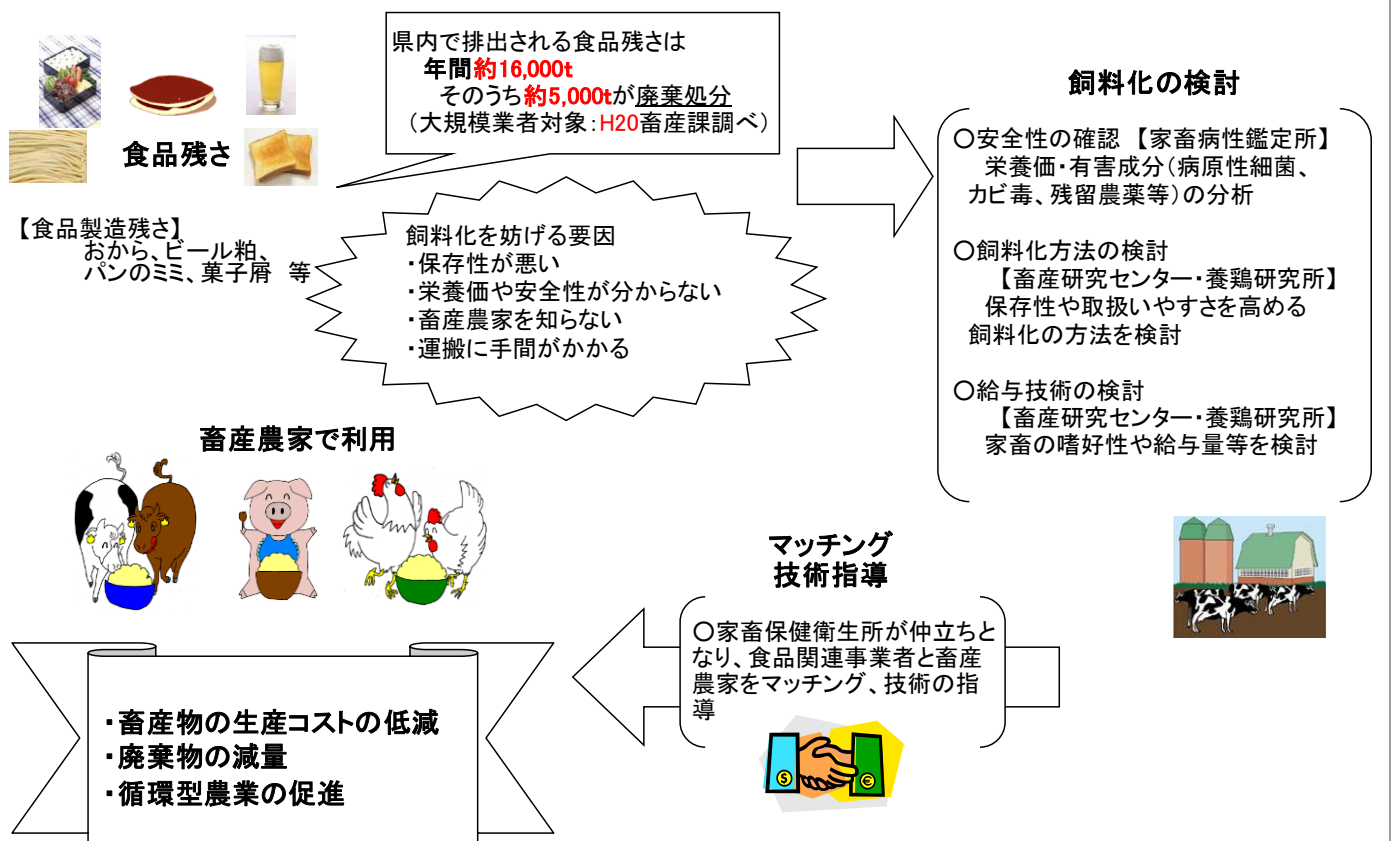 県内で排出される食品残さは
年間約16,000t
そのうち約5,000tが廃棄処分
（大規模業者対象：H20畜産課調べ）
食品残さ
【食品製造残さ】
おから、ビール粕、
パンのミミ、菓子屑　等
飼料化を妨げる要因
・保存性が悪い
・栄養価や安全性が分からない
・畜産農家を知らない
・運搬に手間がかかる
飼料化の検討
〇安全性の確認 【家畜病性鑑定所】
栄養価・有害成分（病原性細菌、
カビ毒、残留農薬等）の分析
〇飼料化方法の検討
【畜産研究センター・養鶏研究所】
保存性や取扱いやすさを高める
飼料化の方法を検討
〇給与技術の検討
【畜産研究センター・養鶏研究所】
家畜の嗜好性や給与量等を検討
マッチング
技術指導
〇家畜保健衛生所が仲立ちと
なり、食品関連事業者と畜産
農家をマッチング、技術の指
導
$
€
畜産農家で利用
・畜産物の生産コストの低減
・廃棄物の減量
・循環型農業の促進